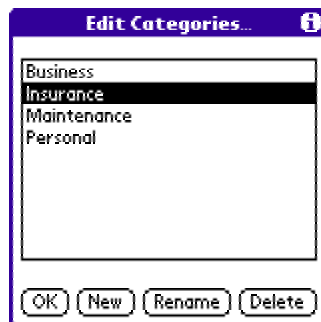 Edit Categories...
Business
Insurance
Maintenance
Personal
OK New Rename Delete